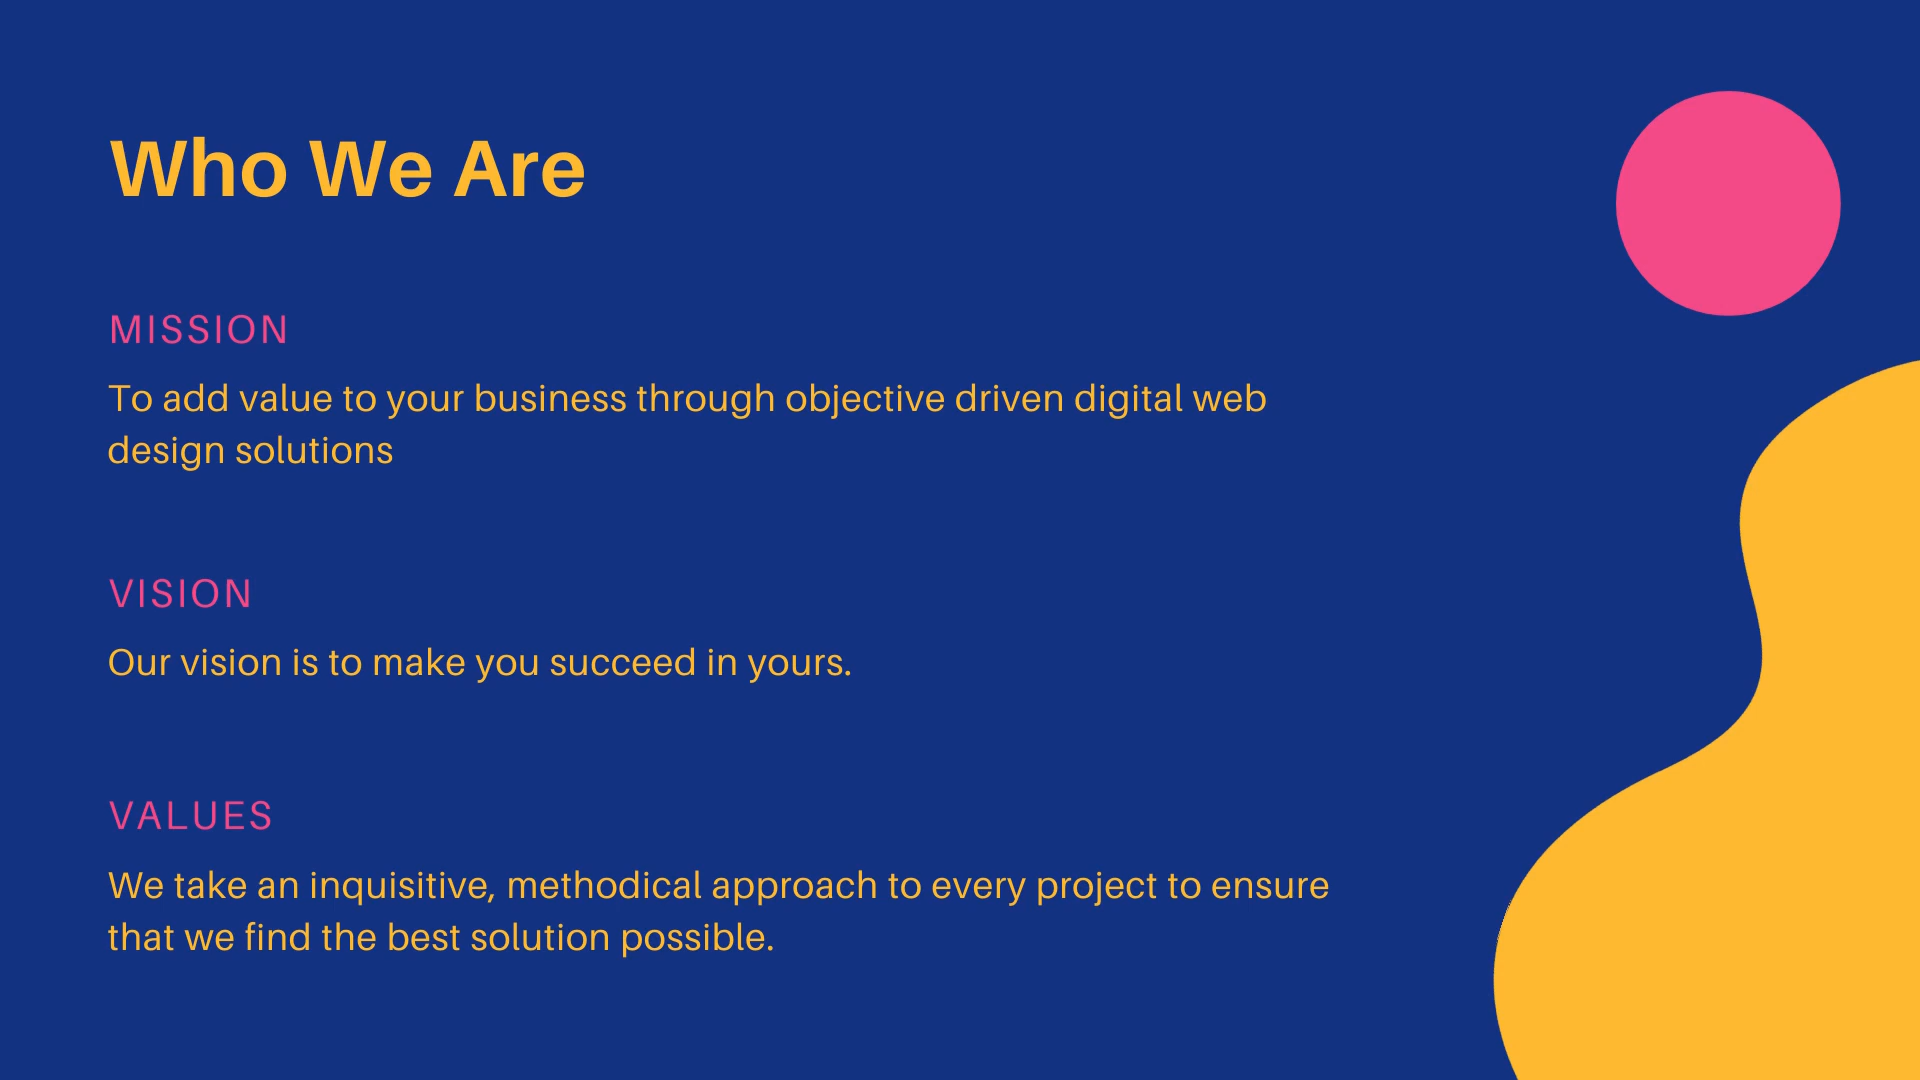 Who We Are
MISSION
To add value to your business through objective driven digital web
design solutions
VISION
Our vision is to make you succeed in yours.
VALUES
We take an inquisitive, methodical approach to every project to ensure
that we find the best solution possible.